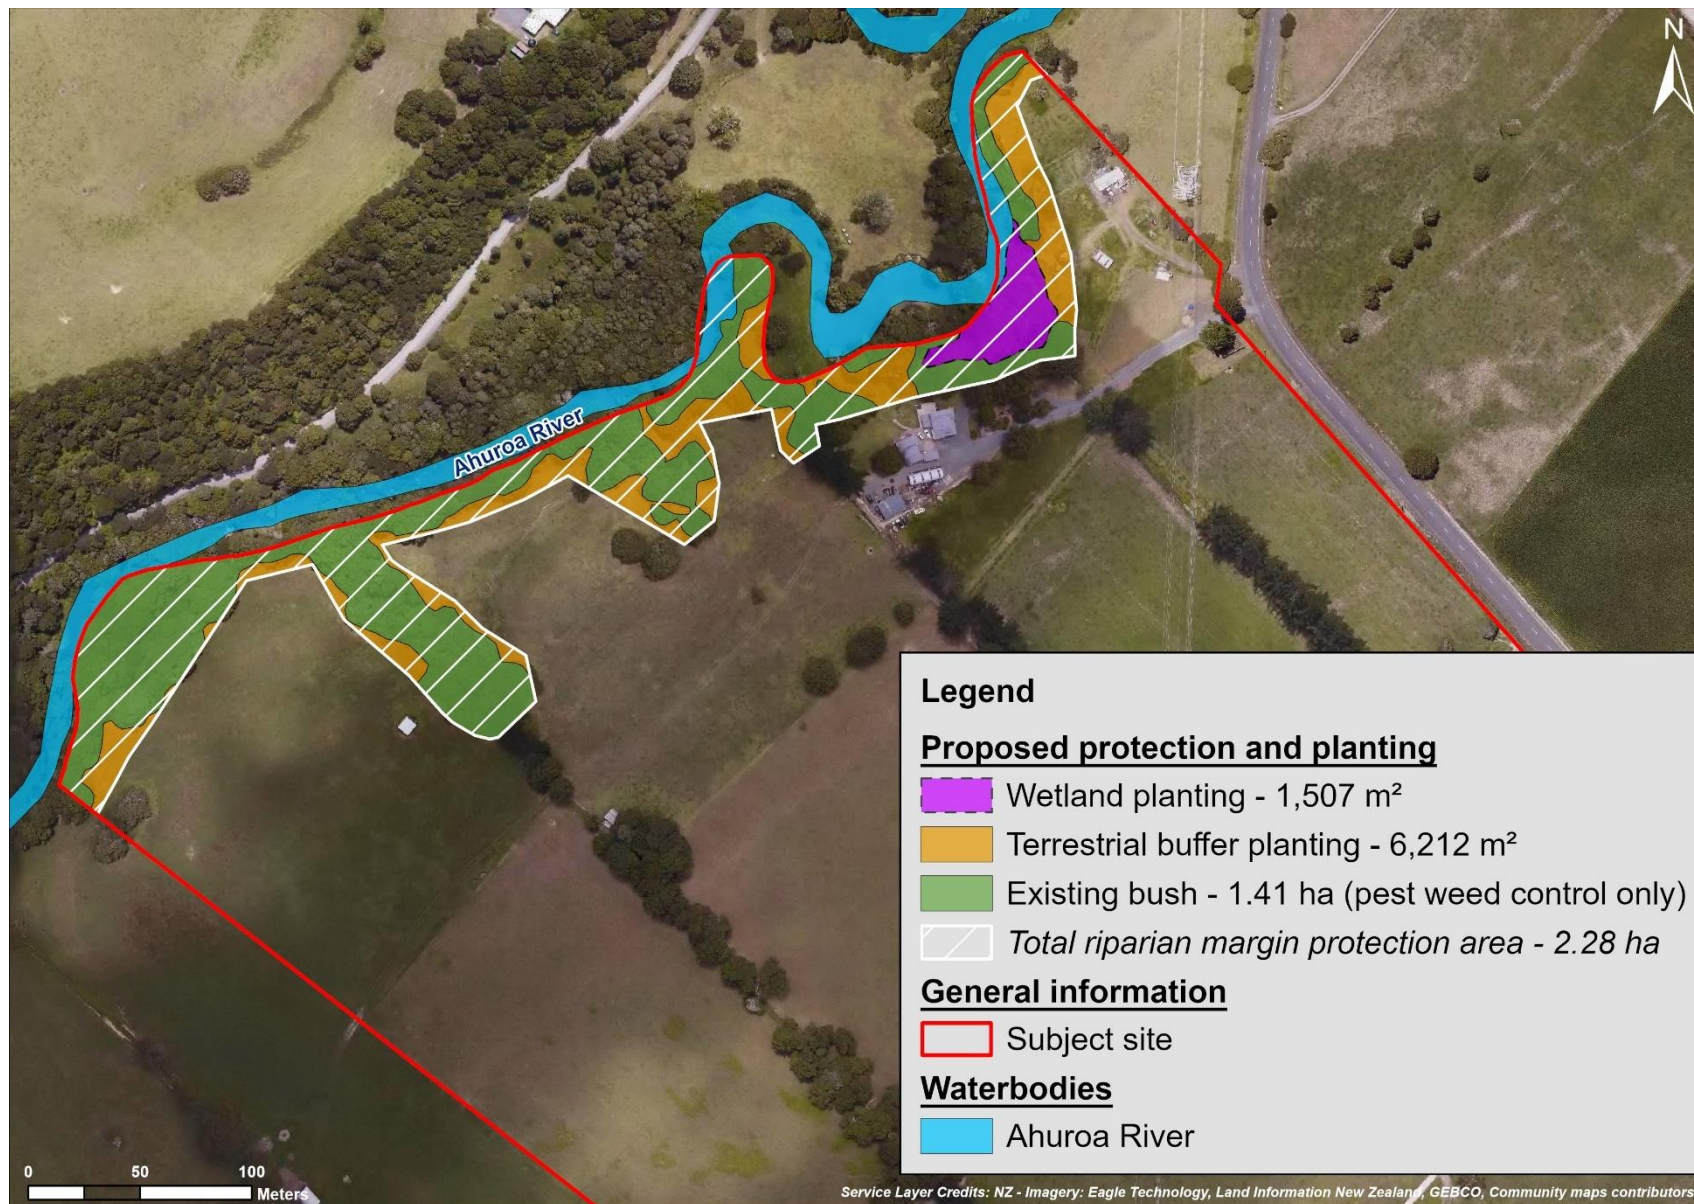 N
Ahuroa River
Legend
Proposed protection and planting
Wetland planting - 1,507 m²
Terrestrial buffer planting - 6,212 m²
Existing bush - 1.41 ha (pest weed control only)
Total riparian margin protection area - 2.28 ha
General information
Subject site
Waterbodies
Ahuroa River
0 50 100
Meters
Service Layer Credits: NZ - Imagery: Eagle Technology, Land Information New Zealand, GEBCO, Community maps contributors